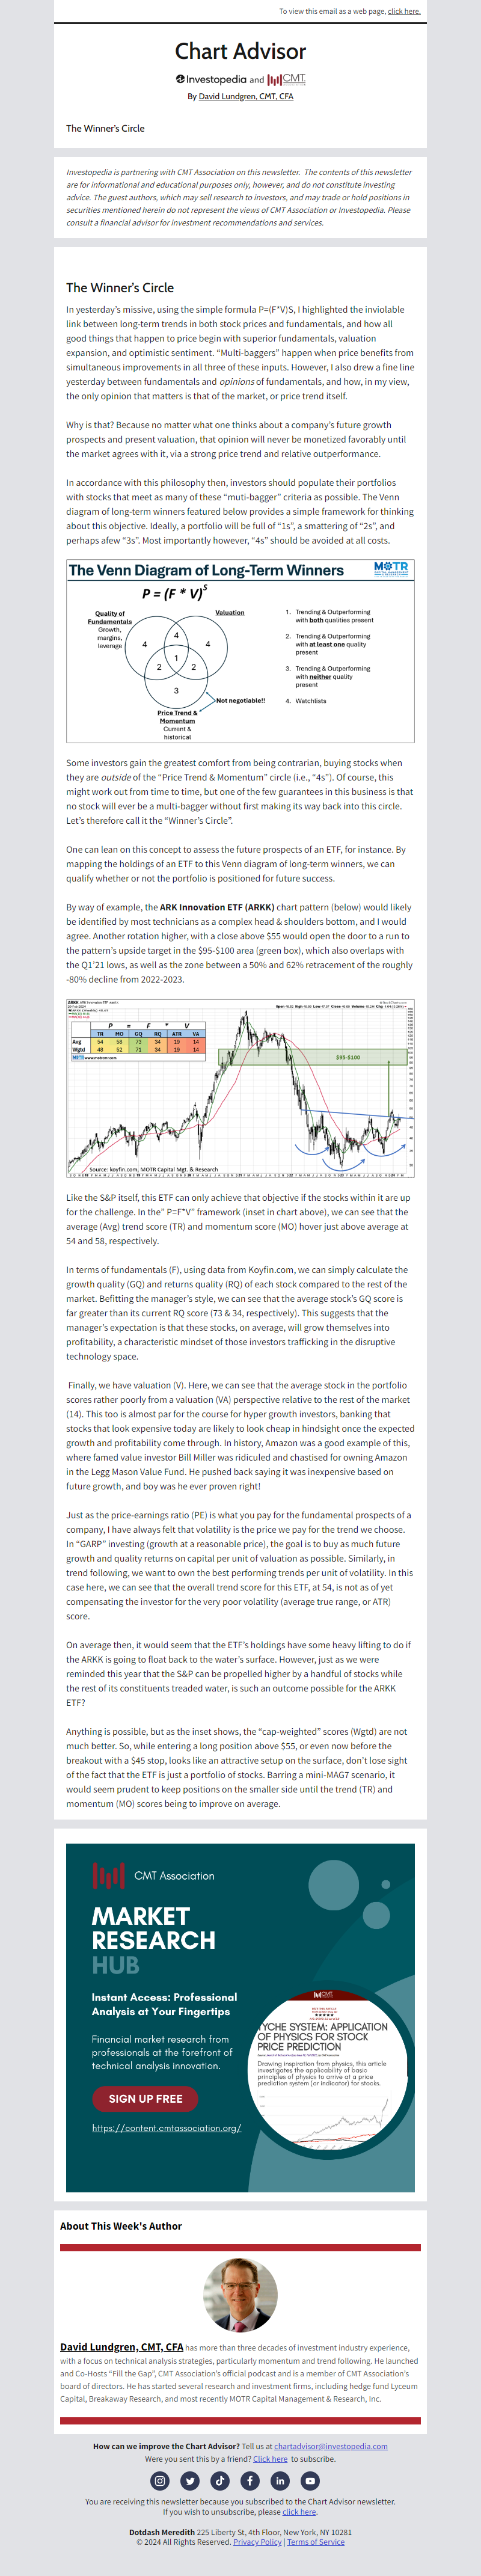 To view this email as a web page, click here.
Chart Advisor
Investopedia and CMT
By David Lundgren, CMT, CFA
The Winner's Circle
Investopedia is partnering with CMT Association on this newsletter. The contents of this newsletter
are for informational and educational purposes only, however, and do not constitute investing
advice. The guest authors, which may sell research to investors, and may trade or hold positions in
securities mentioned herein do not represent the views of CMT Association or Investopedia. Please
consult a financial advisor for investment recommendations and services.
The Winner's Circle
In yesterday's missive, using the simple formula P=(F*V)S, I highlighted the inviolable
link between long-term trends in both stock prices and fundamentals, and how all
good things that happen to price begin with superior fundamentals, valuation
expansion, and optimistic sentiment. "Multi-baggers" happen when price benefits from
simultaneous improvements in all three of these inputs. However, I also drew a fine line
yesterday between fundamentals and opinions of fundamentals, and how, in my view,
the only opinion that matters is that of the market, or price trend itself.
Why is that? Because no matter what one thinks about a company's future growth
prospects and present valuation, that opinion will never be monetized favorably until
the market agrees with it, via a strong price trend and relative outperformance.
In accordance with this philosophy then, investors should populate their portfolios
with stocks that meet as many of these "muti-bagger" criteria as possible. The Venn
diagram of long-term winners featured below provides a simple framework for thinking
about this objective. Ideally, a portfolio will be full of "1s", a smattering of "2s", and
perhaps afew "3s". Most importantly however, "4s" should be avoided at all costs.
The Venn Diagram of Long-Term Winners
MOTR
P = (F * V)S
Quality of
Fundamentals
Growth,
margins,
leverage
Valuation
4
4
4
1
2
2
3
Not negotiable!!
Price Trend &
Momentum
Current &
historical
1. Trending & Outperforming
with both qualities present
2. Trending & Outperforming
with at least one quality
present
3. Trending & Outperforming
with neither quality
present
4. Watchlists
Some investors gain the greatest comfort from being contrarian, buying stocks when
they are outside of the "Price Trend & Momentum" circle (i.e., "4s"). Of course, this
might work out from time to time, but one of the few guarantees in this business is that
no stock will ever be a multi-bagger without first making its way back into this circle.
Let's therefore call it the "Winner's Circle".
One can lean on this concept to assess the future prospects of an ETF, for instance. By
mapping the holdings of an ETF to this Venn diagram of long-term winners, we can
qualify whether or not the portfolio is positioned for future success.
By way of example, the ARK Innovation ETF (ARKK) chart pattern (below) would likely
be identified by most technicians as a complex head & shoulders bottom, and I would
agree. Another rotation higher, with a close above $55 would open the door to a run to
the pattern's upside target in the $95-$100 area (green box), which also overlaps with
the Q1'21 lows, as well as the zone between a 50% and 62% retracement of the roughly
-80% decline from 2022-2023.
P = F * V
TR MO GQ RQ ATR VA
Avg 54 58 73 34 19 14
Wgtd 48 52 71 34 19 14
$95-$100
Source: koyfin.com, MOTR Capital Mgt. & Research
Like the S&P itself, this ETF can only achieve that objective if the stocks within it are up
for the challenge. In the" P=F*V" framework (inset in chart above), we can see that the
average (Avg) trend score (TR) and momentum score (MO) hover just above average at
54 and 58, respectively.
In terms of fundamentals (F), using data from Koyfin.com, we can simply calculate the
growth quality (GQ) and returns quality (RQ) of each stock compared to the rest of the
market. Befitting the manager's style, we can see that the average stock's GQ score is
far greater than its current RQ score (73 & 34, respectively). This suggests that the
manager's expectation is that these stocks, on average, will grow themselves into
profitability, a characteristic mindset of those investors trafficking in the disruptive
technology space.
Finally, we have valuation (V). Here, we can see that the average stock in the portfolio
scores rather poorly from a valuation (VA) perspective relative to the rest of the market
(14). This too is almost par for the course for hyper growth investors, banking that
stocks that look expensive today are likely to look cheap in hindsight once the expected
growth and profitability come through. In history, Amazon was a good example of this,
where famed value investor Bill Miller was ridiculed and chastised for owning Amazon
in the Legg Mason Value Fund. He pushed back saying it was inexpensive based on
future growth, and boy was he ever proven right!
Just as the price-earnings ratio (PE) is what you pay for the fundamental prospects of a
company, I have always felt that volatility is the price we pay for the trend we choose.
In "GARP" investing (growth at a reasonable price), the goal is to buy as much future
growth and quality returns on capital per unit of valuation as possible. Similarly, in
trend following, we want to own the best performing trends per unit of volatility. In this
case here, we can see that the overall trend score for this ETF, at 54, is not as of yet
compensating the investor for the very poor volatility (average true range, or ATR)
score.
On average then, it would seem that the ETF's holdings have some heavy lifting to do if
the ARKK is going to float back to the water's surface. However, just as we were
reminded this year that the S&P can be propelled higher by a handful of stocks while
the rest of its constituents treaded water, is such an outcome possible for the ARKK
ETF?
Anything is possible, but as the inset shows, the "cap-weighted" scores (Wgtd) are not
much better. So, while entering a long position above $55, or even now before the
breakout with a $45 stop, looks like an attractive setup on the surface, don't lose sight
of the fact that the ETF is just a portfolio of stocks. Barring a mini-MAG7 scenario, it
would seem prudent to keep positions on the smaller side until the trend (TR) and
momentum (MO) scores being to improve on average.
CMT Association
MARKET
RESEARCH
HUB
Instant Access: Professional
Analysis at Your Fingertips
Financial market research from
professionals at the forefront of
technical analysis innovation.
SIGN UP FREE
https://content.cmtassociation.org/
TYCHE SYSTEM: APPLICATION
OF PHYSICS FOR STOCK
PRICE PREDICTION
Drawing inspiration from physics, this article
investigates the applicability of basic
principles of physics to arrive at a price
prediction system (or indicator) for stocks.
About This Week's Author
David Lundgren, CMT, CFA has more than three decades of investment industry experience,
with a focus on technical analysis strategies, particularly momentum and trend following. He launched
and Co-Hosts "Fill the Gap", CMT Association's official podcast and is a member of CMT Association's
board of directors. He has started several research and investment firms, including hedge fund Lyceum
Capital, Breakaway Research, and most recently MOTR Capital Management & Research, Inc.
How can we improve the Chart Advisor? Tell us at chartadvisor@investopedia.com
Were you sent this by a friend? Click here to subscribe.
You are receiving this newsletter because you subscribed to the Chart Advisor newsletter.
If you wish to unsubscribe, please click here.
Dotdash Meredith 225 Liberty St, 4th Floor, New York, NY 10281
© 2024 All Rights Reserved. Privacy Policy | Terms of Service